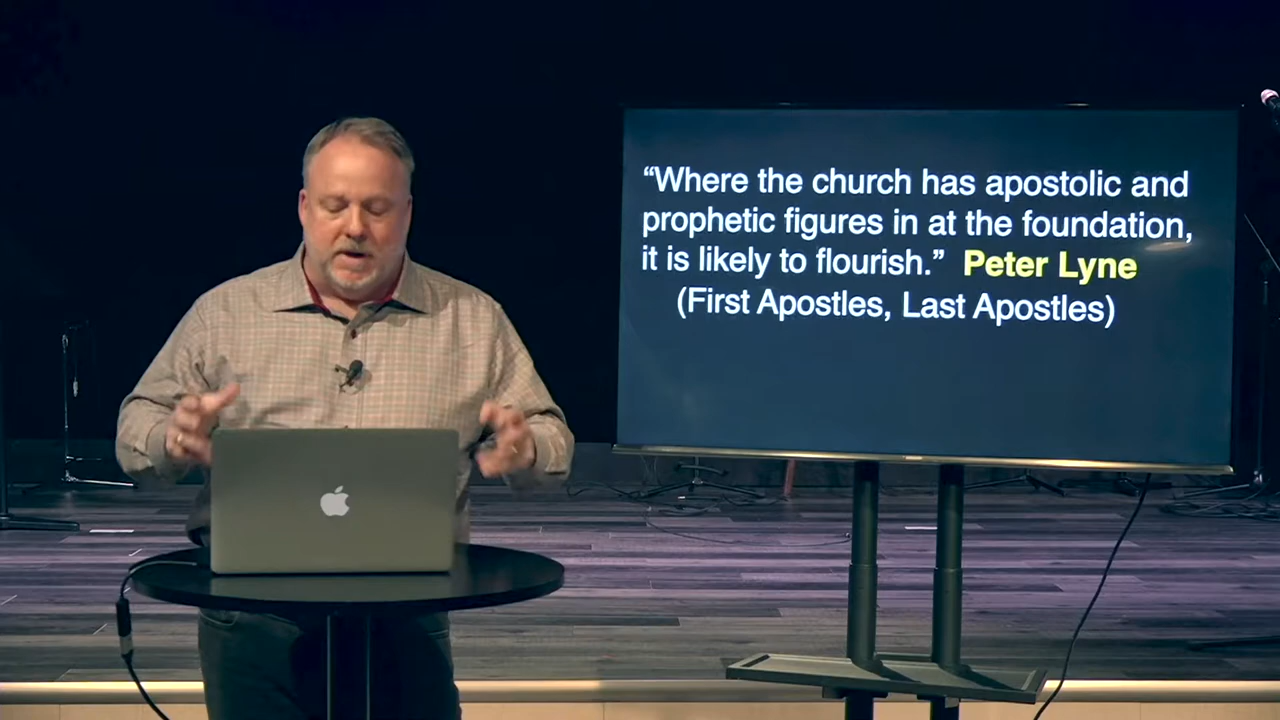 “Where the church has apostolic and
prophetic figures in at the foundation,
it is likely to flourish.” Peter Lyne
(First Apostles, Last Apostles)